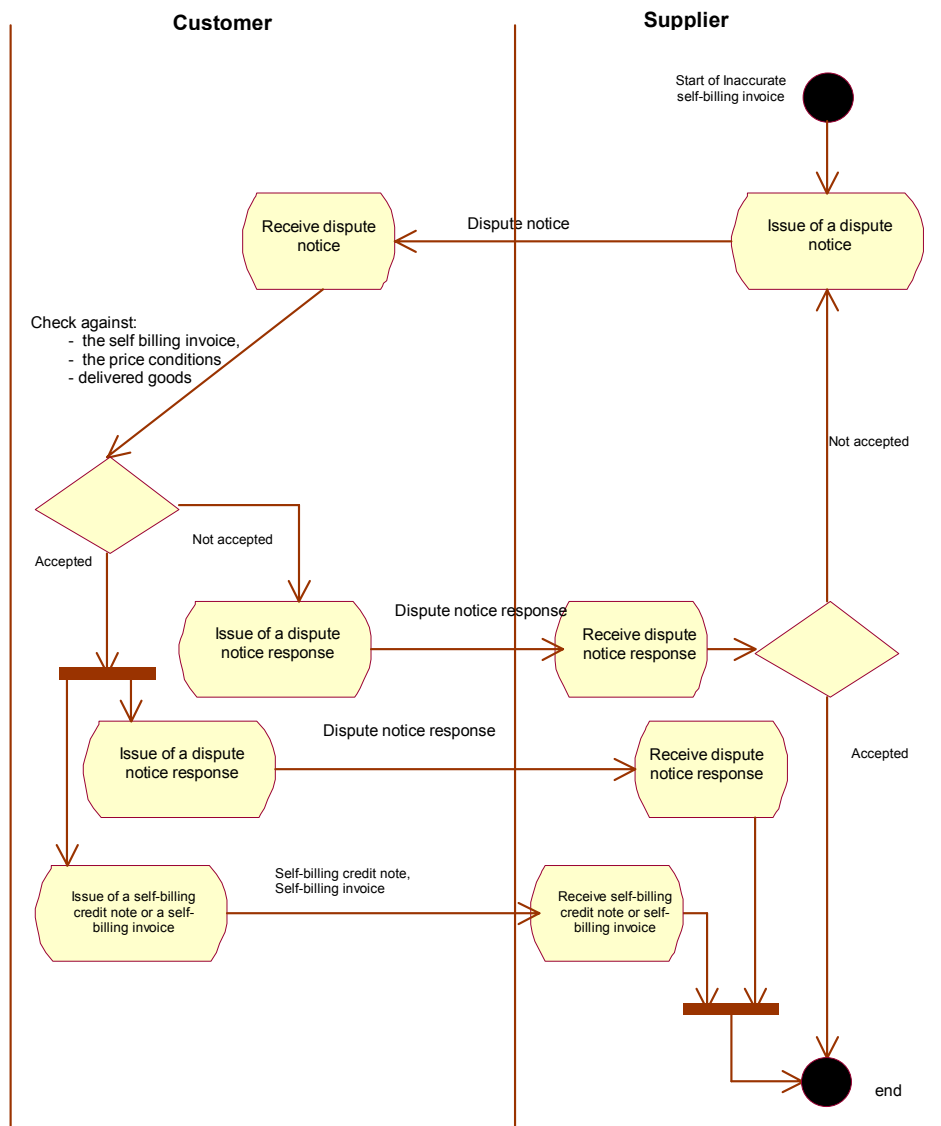 Customer
Supplier
Start of Inaccurate
self-billing invoice
Receive dispute
notice
Dispute notice
Issue of a dispute
notice
Check against:
- the self billing invoice,
- the price conditions
- delivered goods
Not accepted
Not accepted
Accepted
Issue of a dispute
notice response
Dispute notice response
Receive dispute
notice response
Issue of a dispute
notice response
Dispute notice response
Receive dispute
notice response
Accepted
Issue of a self-billing
credit note or a self-
billing invoice
Self-billing credit note,
Self-billing invoice
Receive self-billing
credit note or self-
billing invoice
end